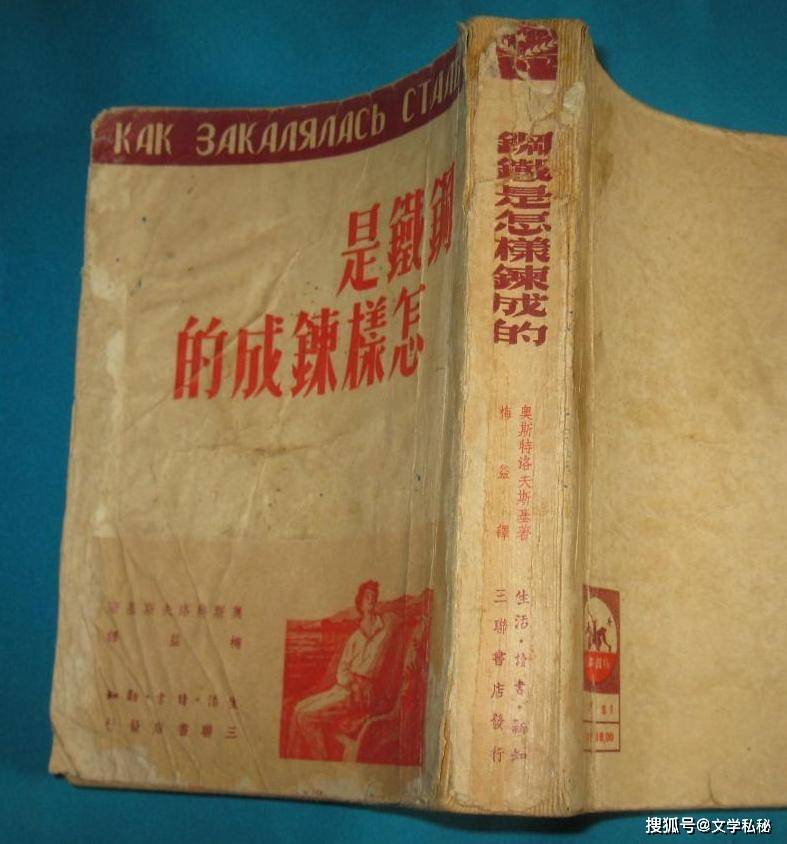 КАК ЗАКАЛЯЛАСЬ СТАЛ
鋼鐵是
怎樣鍊成的
奧斯特洛夫斯基著
梅益譯
生活·讀書·新知
三聯書店發行
鋼鐵是怎樣鍊成的
奧斯特洛夫斯基著
梅益譯
生活·讀書·新知
三聯書店發行
18.00
搜狐号@文学私秘